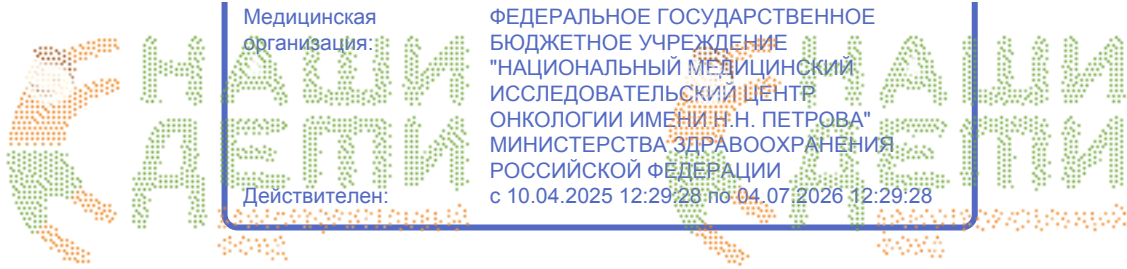 Медицинская организация:
ФЕДЕРАЛЬНОЕ ГОСУДАРСТВЕННОЕ
БЮДЖЕТНОЕ УЧРЕЖДЕНИЕ
"НАЦИОНАЛЬНЫЙ МЕДИЦИНСКИЙ
ИССЛЕДОВАТЕЛЬСКИЙ ЦЕНТР
ОНКОЛОГИИ ИМЕНИ Н.Н. ПЕТРОВА"
МИНИСТЕРСТВА ЗДРАВООХРАНЕНИЯ
РОССИЙСКОЙ ФЕДЕРАЦИИ
Действителен: с 10.04.2025 12:29:28 по 04.07.2026 12:29:28
НАШИ
ДЕТИ
НАШИ
ДЕТИ